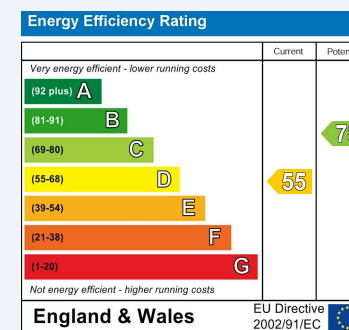 Energy Efficiency Rating
Current
Very energy efficient - lower running costs
(92 plus) A
(81-91) B
(69-80) C
(55-68) D
55
(39-54) E
(21-38) F
(1-20) G
Not energy efficient - higher running costs
England & Wales
EU Directive
2002/91/EC